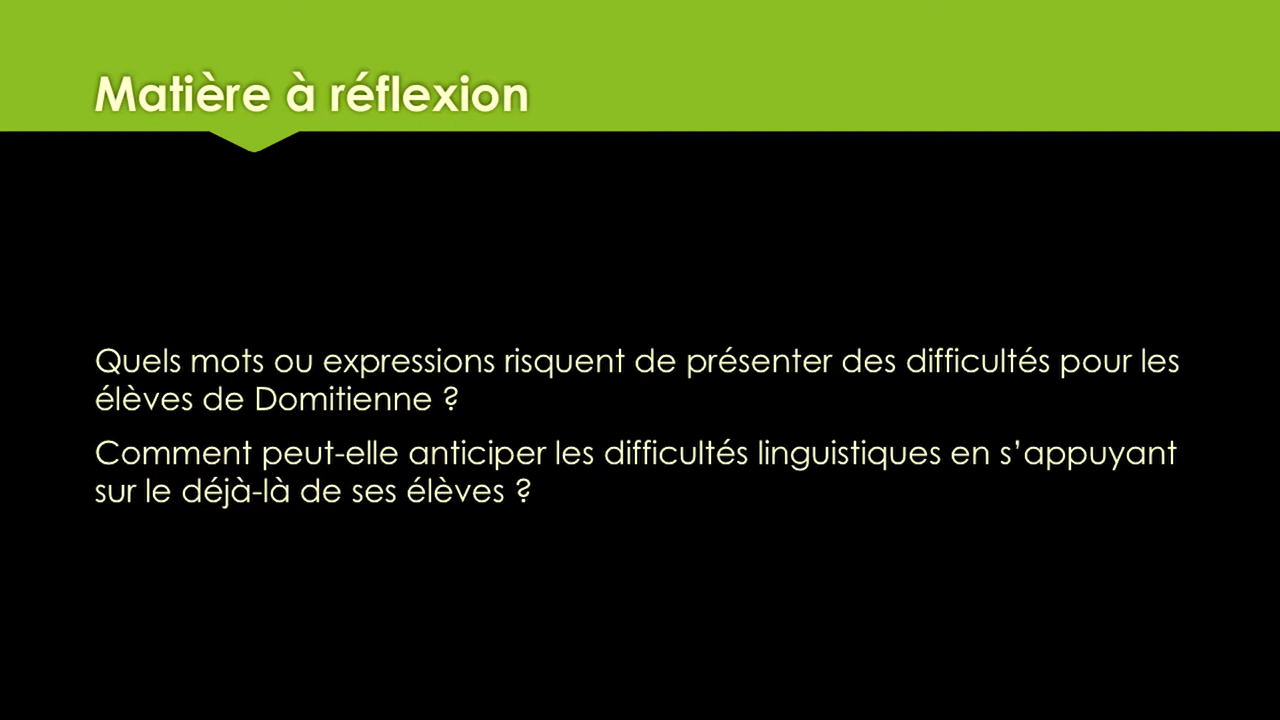 Matière à réflexion
Quels mots ou expressions risquent de présenter des difficultés pour les
élèves de Domitienne ?
Comment peut-elle anticiper les difficultés linguistiques en s’appuyant
sur le déjà-là de ses élèves ?